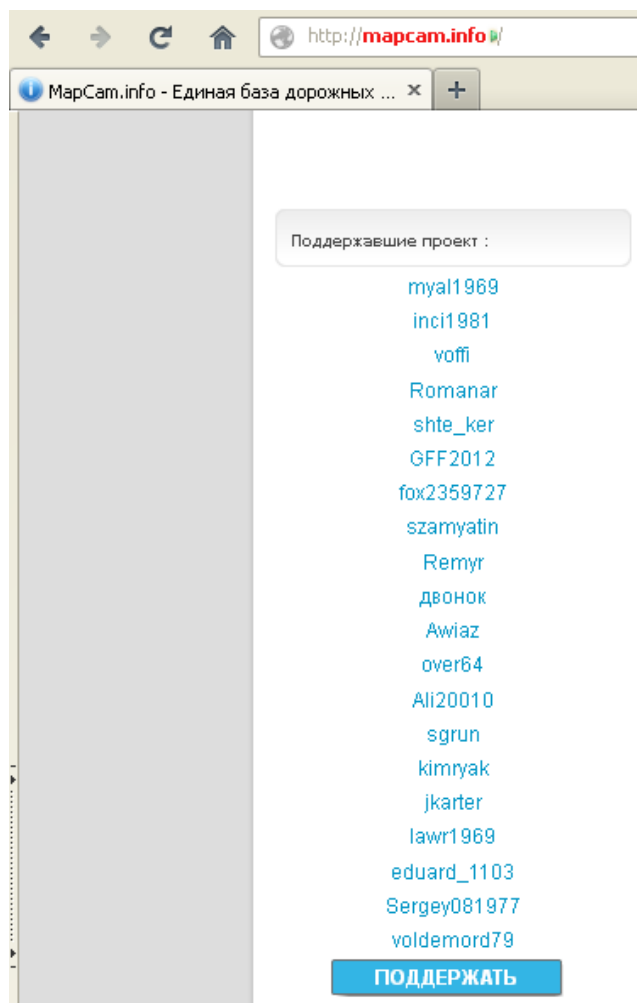 http://mapcam.info/
MapCam.info - Единая база дорожных ...
Поддержавшие проект :
myal1969
inci1981
voffi
Romanar
shte_ker
GFF2012
fox2359727
szamyatin
Remyr
двонок
Awiaz
over64
Ali20010
sgrun
kimryak
jkarter
lawr1969
eduard_1103
Sergey081977
voldemord79
ПОДДЕРЖАТЬ